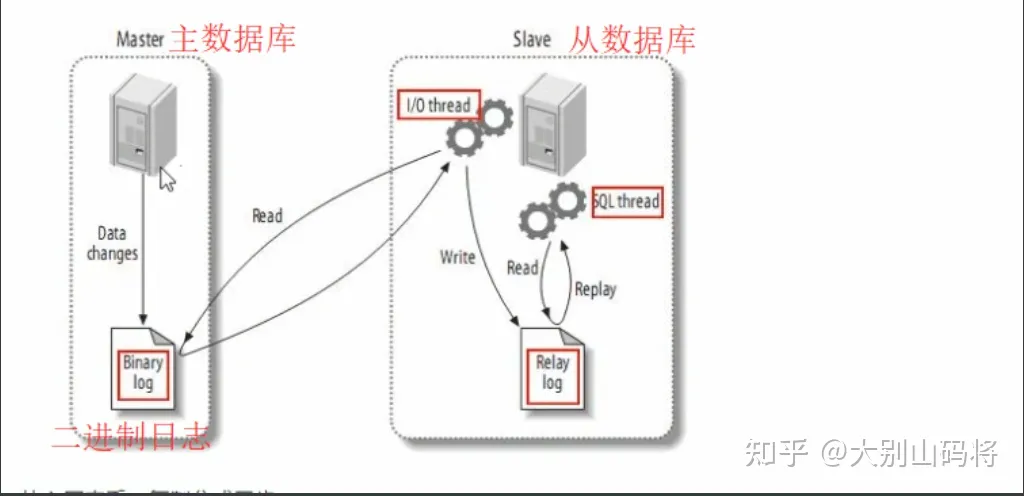 Master 主数据库
Slave 从数据库
I/O thread
SQL thread
Read
Data
changes
Write
Read
Replay
Binary
log
Relay
log
二进制日志
知乎 @大别山码将